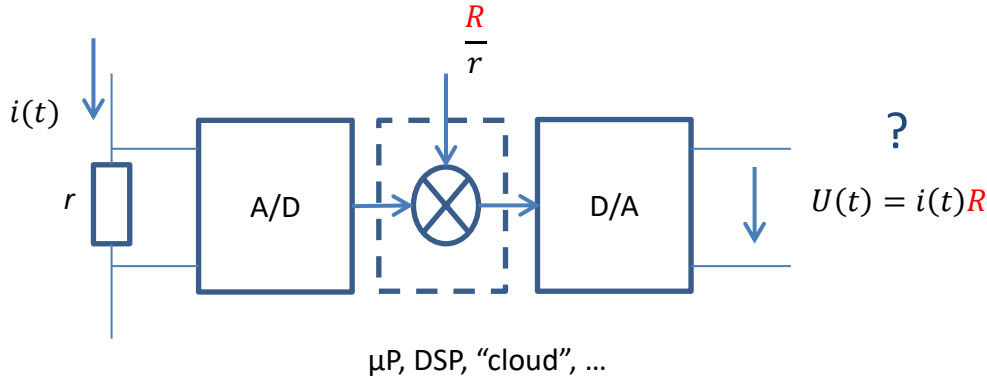 R
r
i(t)
?
r
A/D
D/A
U(t) = i(t)R
μP, DSP, “cloud”, ...